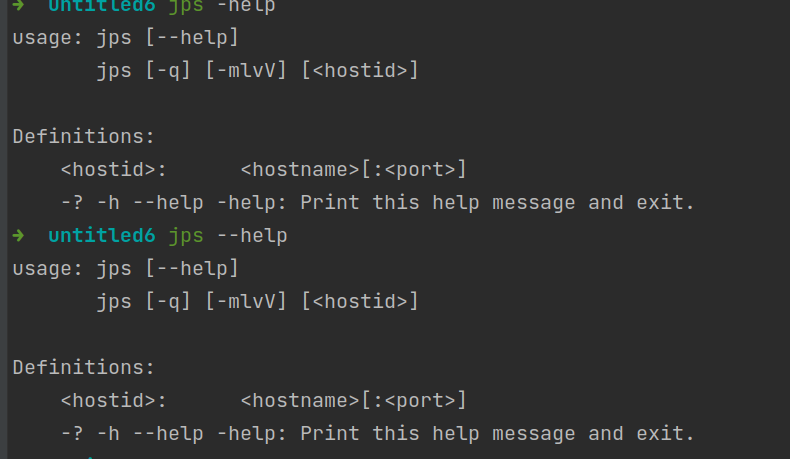 ➜ untitled6 jps -help
usage: jps [--help]
jps [-q] [-mlvV] [<hostid>]
Definitions:
<hostid>: <hostname>[:<port>]
-? -h --help -help: Print this help message and exit.
➜ untitled6 jps --help
usage: jps [--help]
jps [-q] [-mlvV] [<hostid>]
Definitions:
<hostid>: <hostname>[:<port>]
-? -h --help -help: Print this help message and exit.